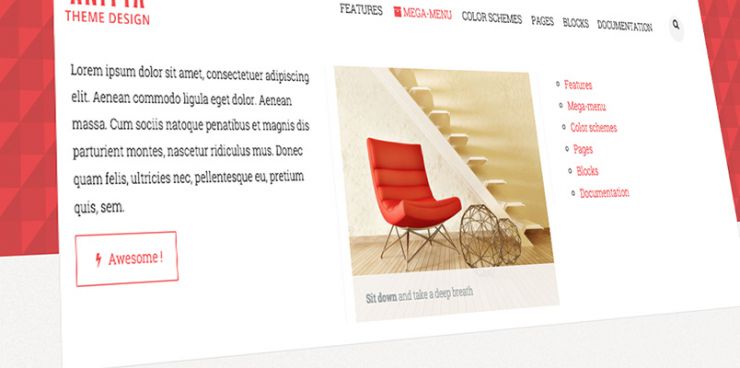 THEME DESIGN
FEATURES MEGA-MENU COLOR SCHEMES PAGES BLOCKS DOCUMENTATION
Lorem ipsum dolor sit amet, consectetuer adipiscing
elit. Aenean commodo ligula eget dolor. Aenean
massa. Cum sociis natoque penatibus et magnis dis
parturient montes, nascetur ridiculus mus. Donec
quam felis, ultricies nec, pellentesque eu, pretium
quis, sem.
Awesome!
Sit down and take a deep breath
Features
Mega-menu
Color schemes
Pages
Blocks
Documentation